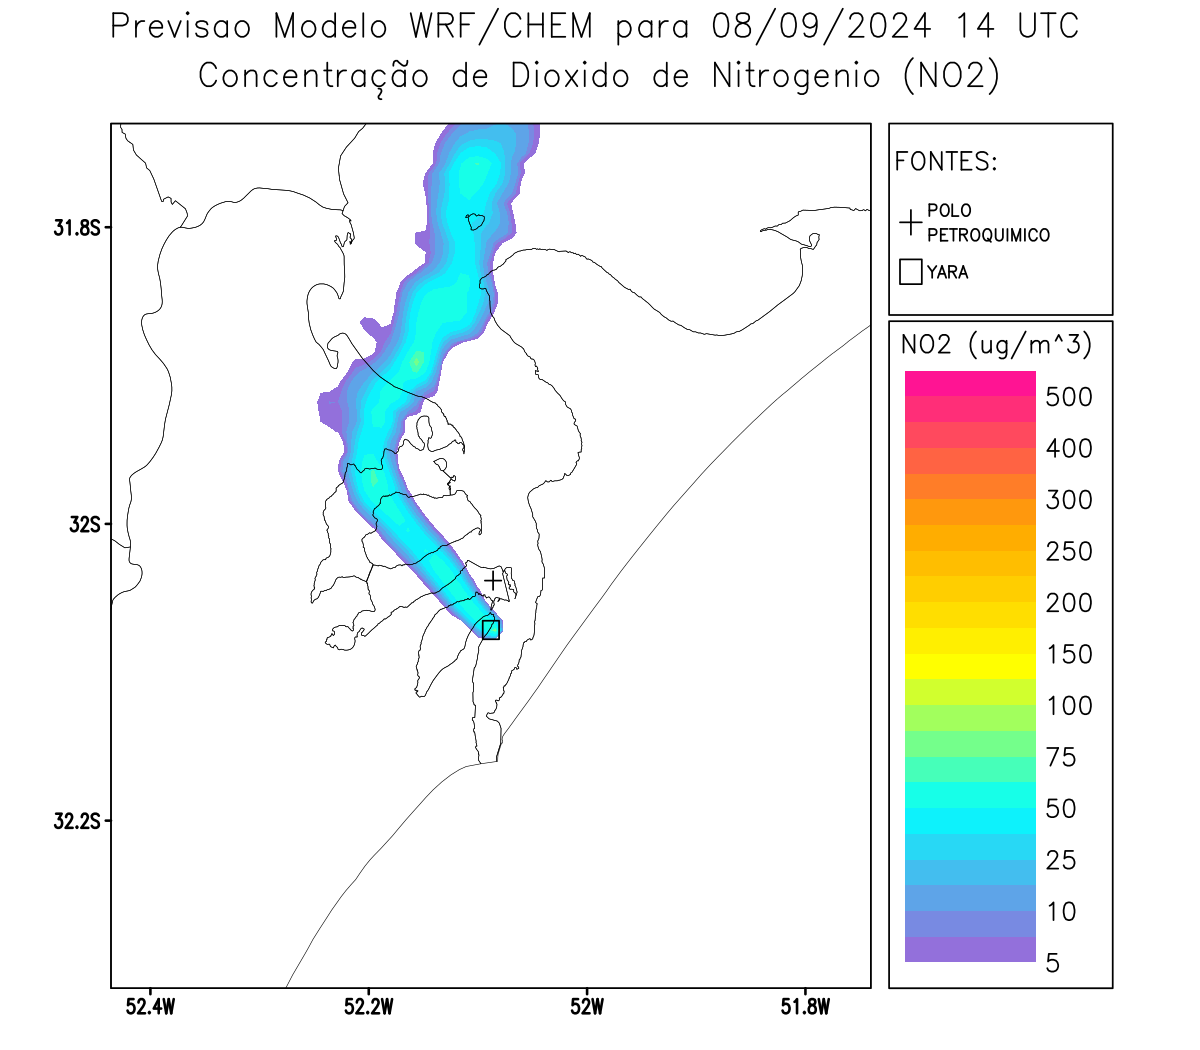 Previsao Modelo WRF/CHEM para 08/09/2024 14 UTC
Concentração de Dioxido de Nitrogenio (NO2)
FONTES:
POLO
PETROQUIMICO
YARA
NO2 (ug/m^3)
500
400
300
250
200
150
100
75
50
25
10
5
31.8S
32S
32.2S
52.4W
52.2W
52W
51.8W